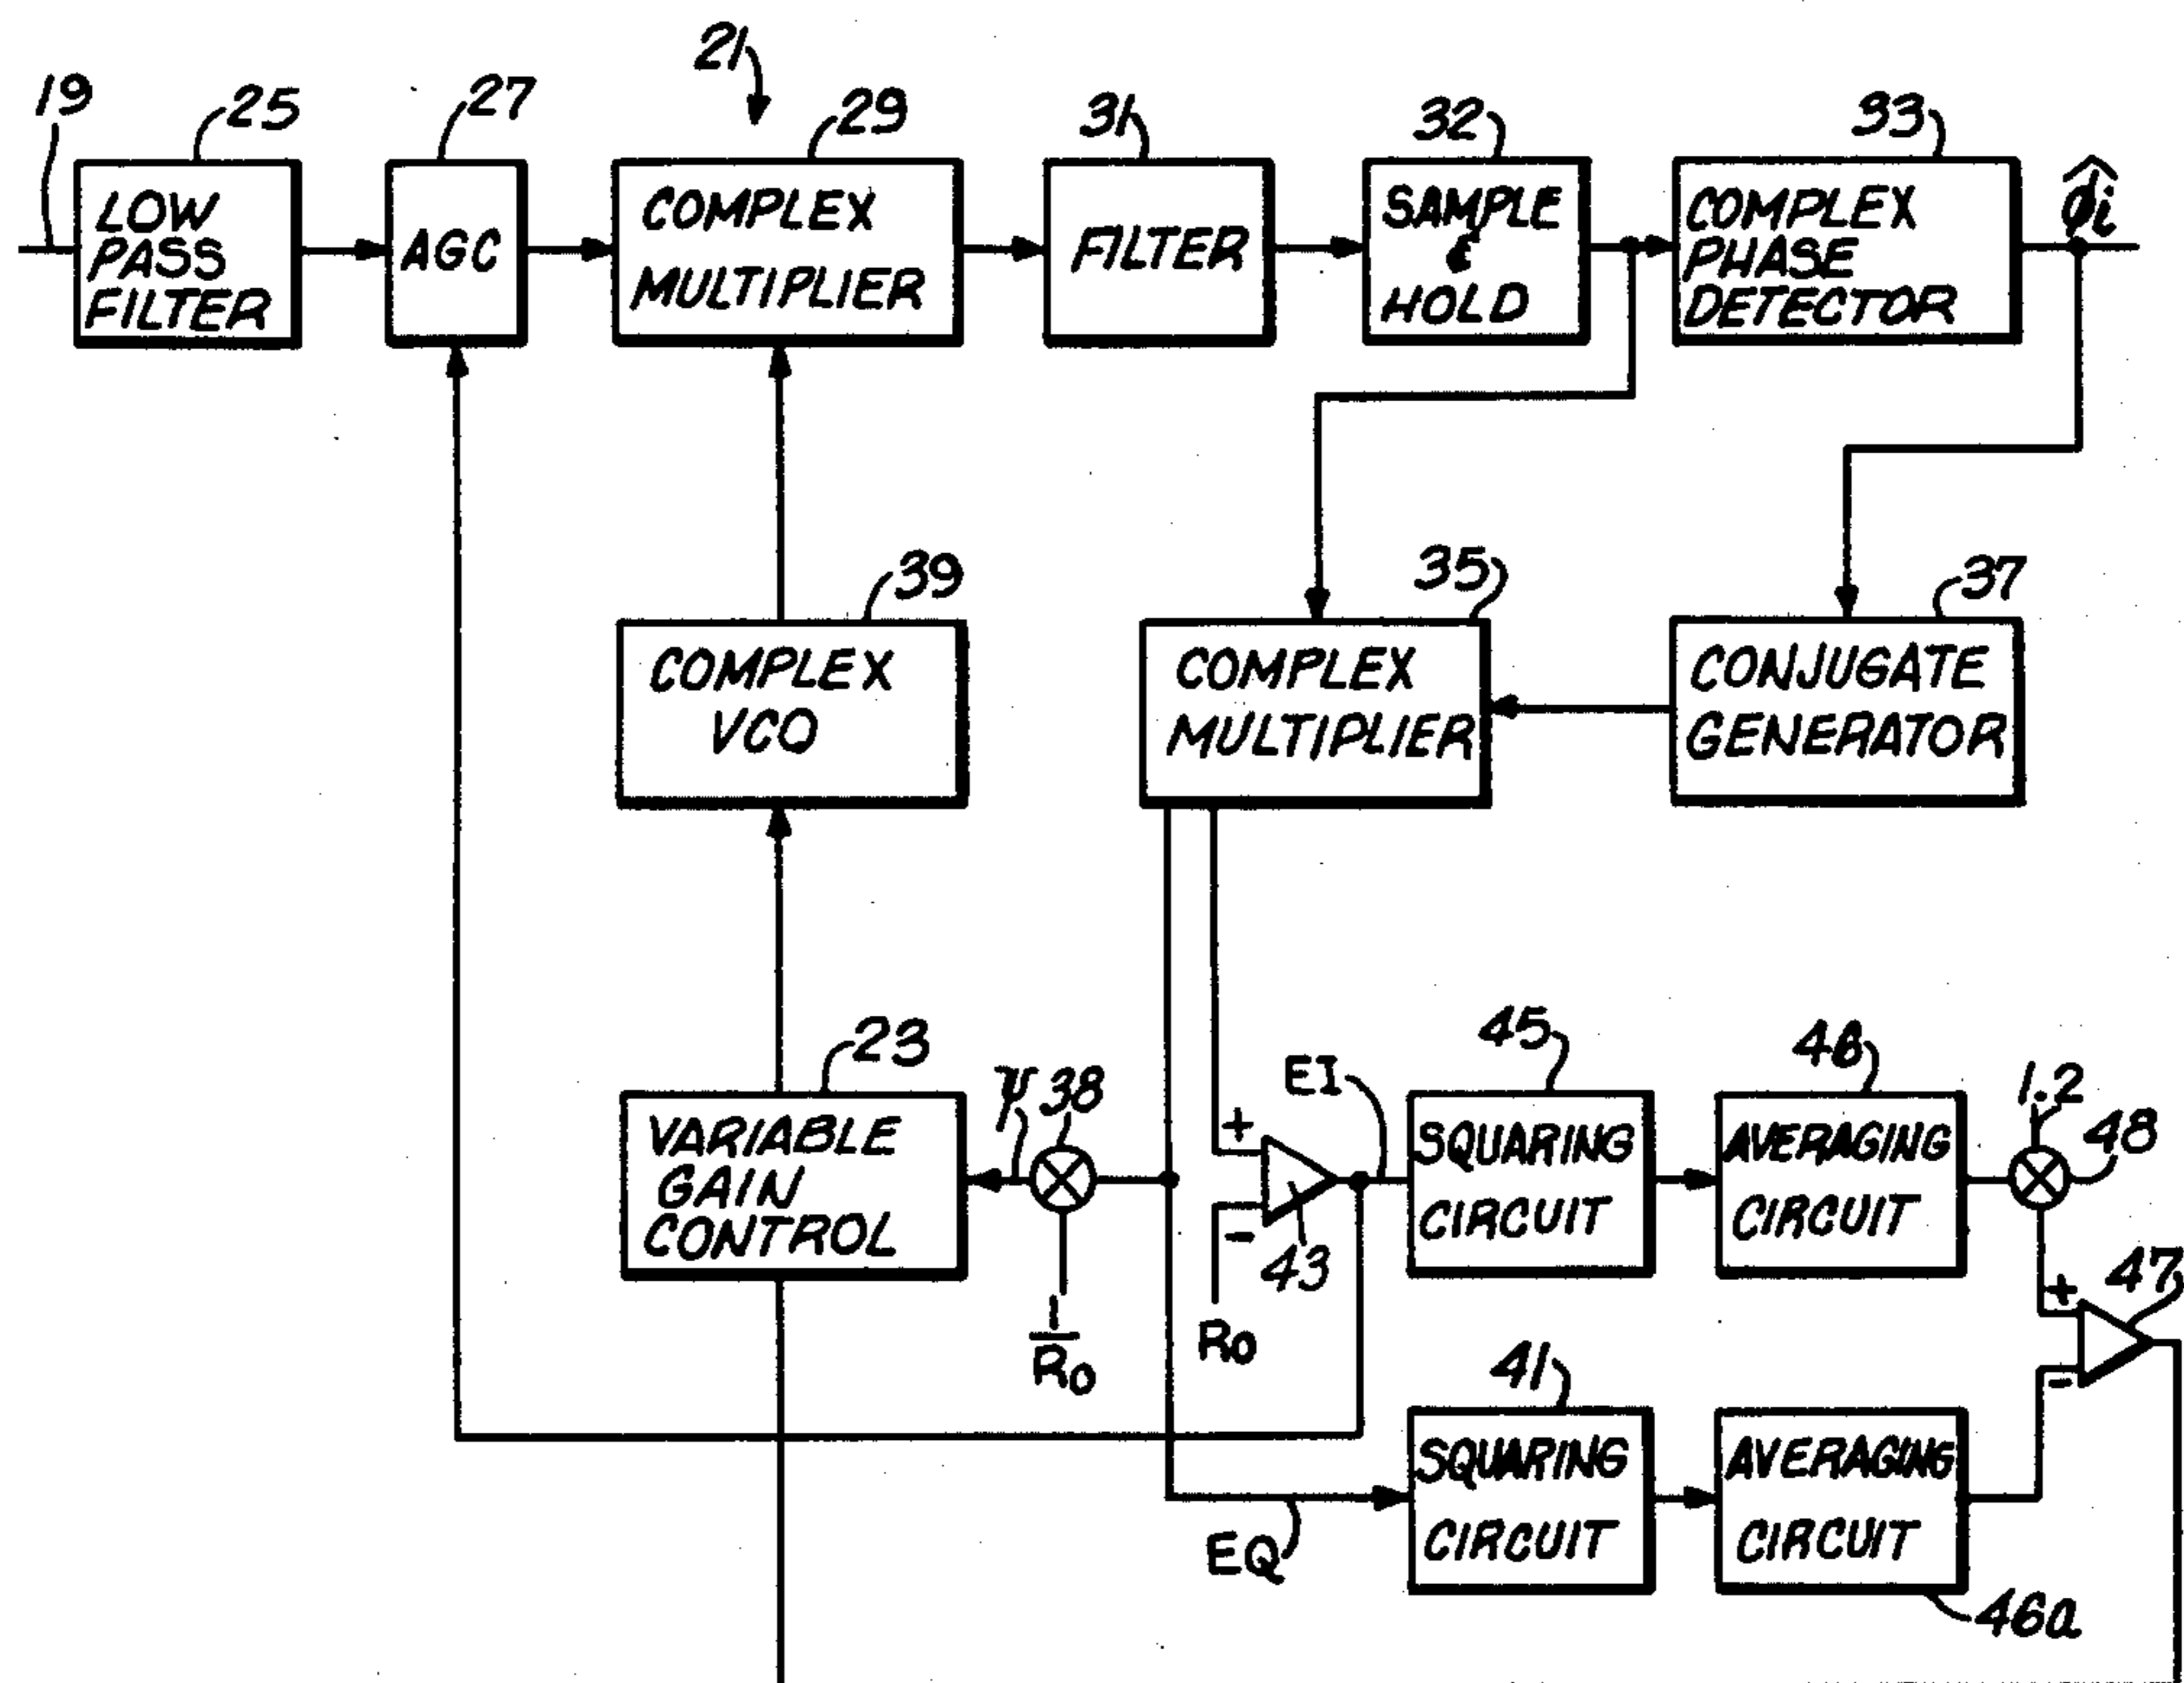 21
19
25
27
29
31
32
33
LOW
PASS
FILTER
AGC
COMPLEX
MULTIPLIER
FILTER
SAMPLE
&
HOLD
COMPLEX
PHASE
DETECTOR
φ̂i
39
35
37
COMPLEX
VCO
COMPLEX
MULTIPLIER
CONJUGATE
GENERATOR
23
Ψ
38
EI
45
46
1.2
48
VARIABLE
GAIN
CONTROL
+
-
43
SQUARING
CIRCUIT
AVERAGING
CIRCUIT
1
Ro
Ro
+
-
47
41
SQUARING
CIRCUIT
AVERAGING
CIRCUIT
EQ
46a